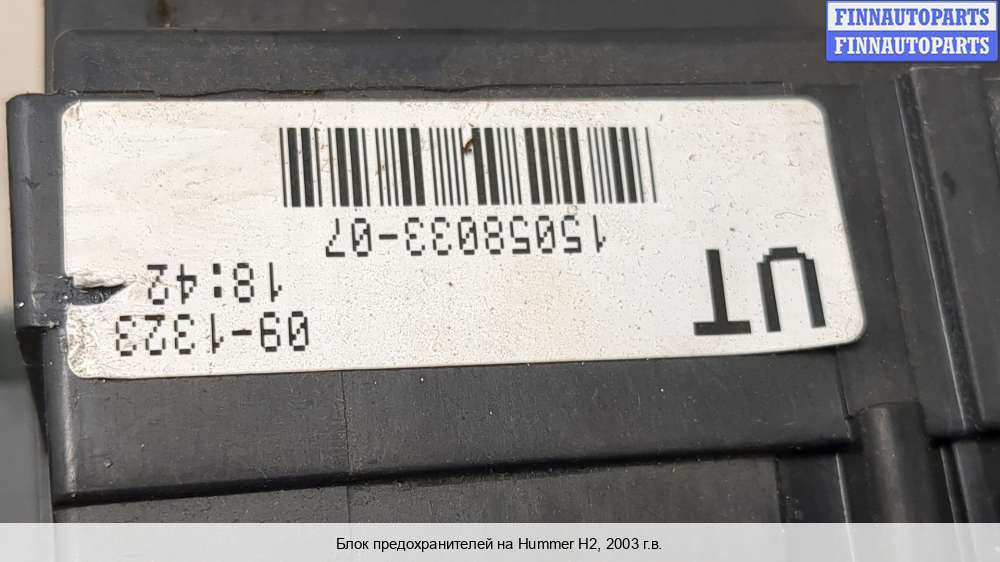 FINNAUTOPARTS
FINNAUTOPARTS
UT
09-1323
18:42
15058033-07
Блок предохранителей на Hummer H2, 2003 г.в.